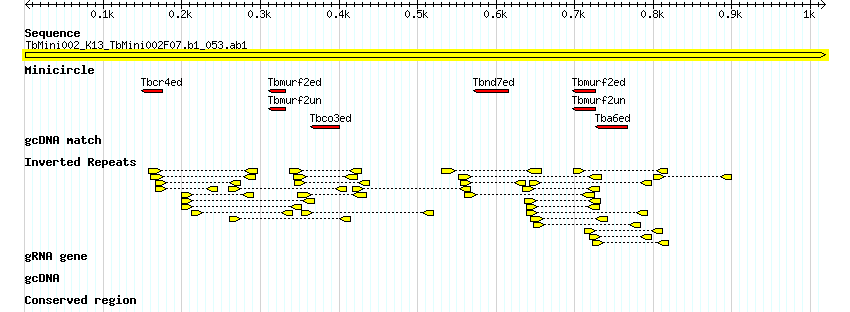 0.1k 0.2k 0.3k 0.4k 0.5k 0.6k 0.7k 0.8k 0.9k 1k
Sequence
TbMini002_K13_TbMini002F07.b1_053.ab1
Minicircle
Tbcr4ed Tbmurf2ed Tbnd7ed Tbmurf2ed
Tbmurf2un Tbmurf2un
Tbco3ed Tba6ed
gcDNA match
Inverted Repeats
gRNA gene
gcDNA
Conserved region